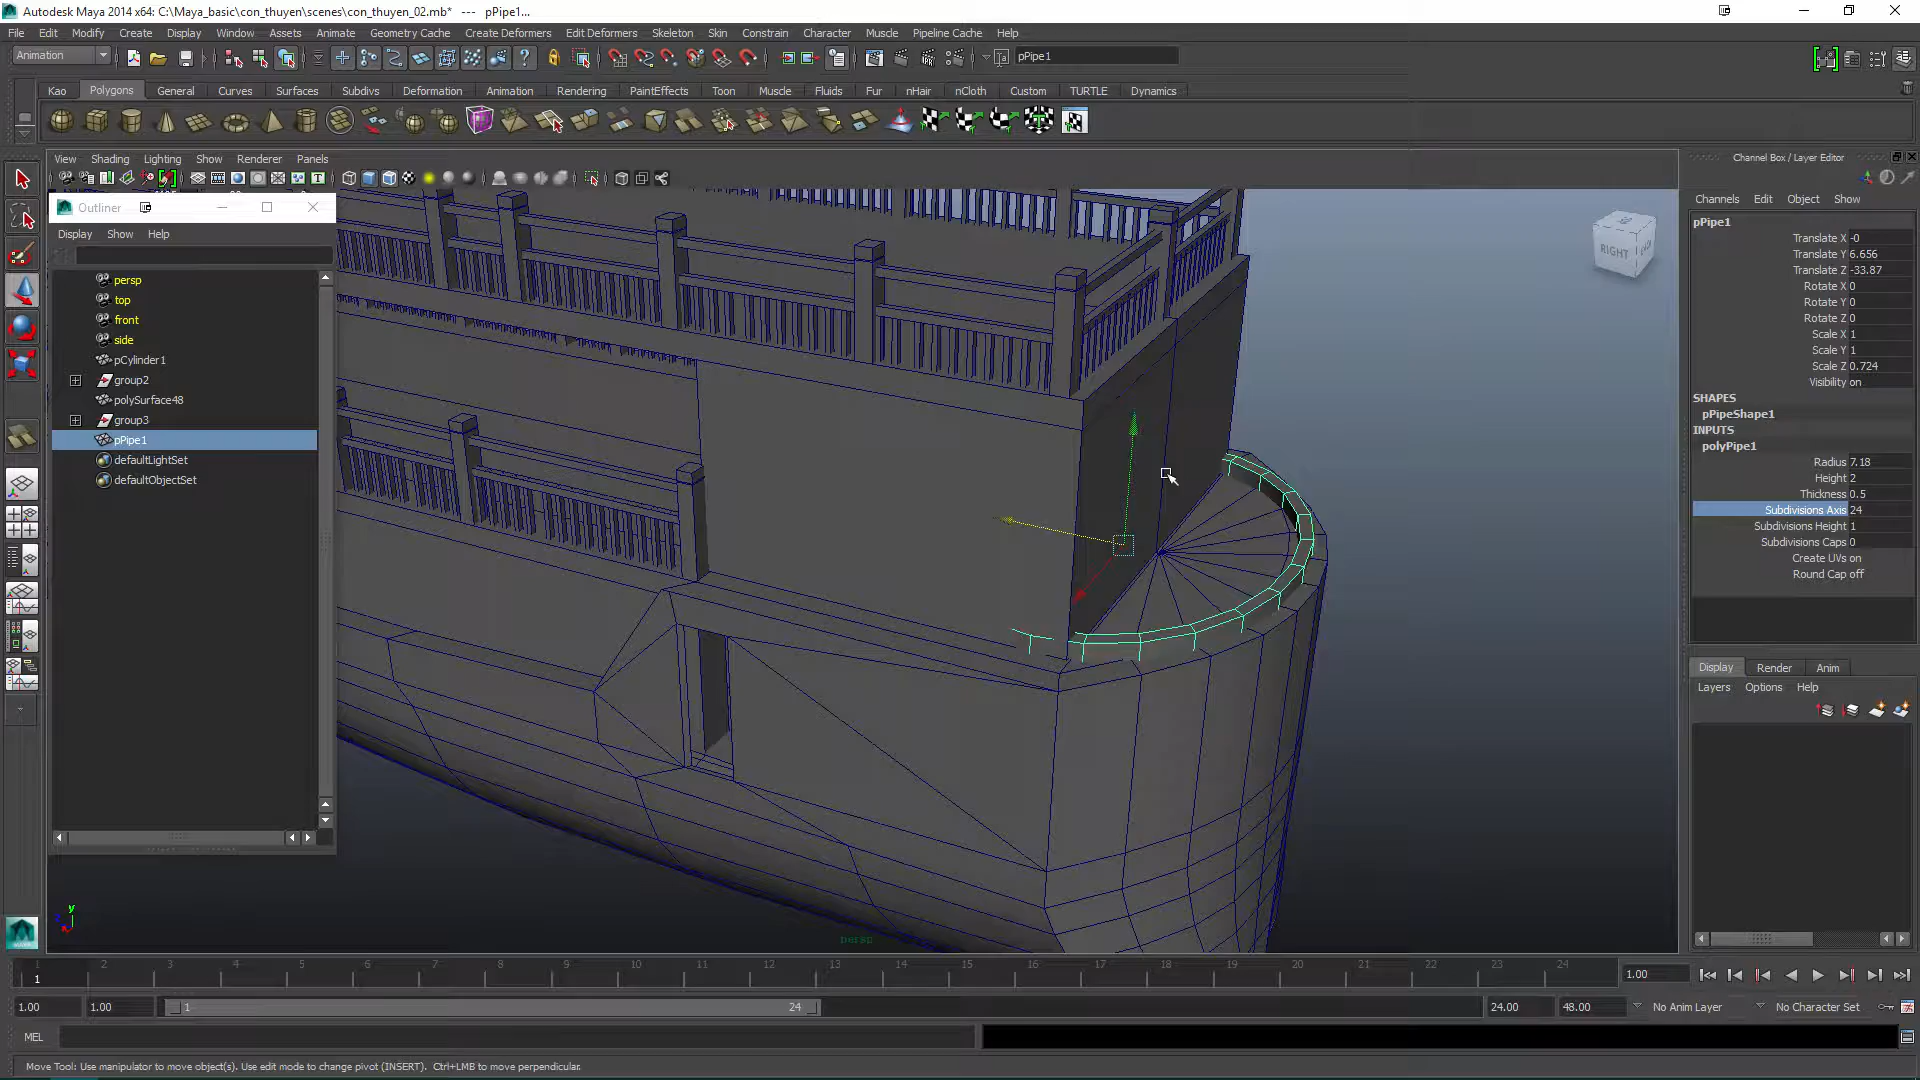 Autodesk Maya 2014 x64: C:\Maya_basic\con_thuyen\scenes\con_thuyen_02.mb* --- pPipe1...
File Edit Modify Create Display Window Assets Animate Geometry Cache Create Deformers Edit Deformers Skeleton Skin Constrain Character Muscle Pipeline Cache Help
Animation pPipe1
Kao Polygons General Curves Surfaces Subdivs Deformation Animation Rendering PaintEffects Toon Muscle Fluids Fur nHair nCloth Custom TURTLE Dynamics
View Shading Lighting Show Renderer Panels
Channel Box / Layer Editor
Outliner
Display Show Help
persp
top
front
side
pCylinder1
group2
polySurface48
group3
pPipe1
defaultLightSet
defaultObjectSet
RIGHT
persp
Channels Edit Object Show
pPipe1
Translate X -0
Translate Y 6.656
Translate Z -33.87
Rotate X 0
Rotate Y 0
Rotate Z 0
Scale X 1
Scale Y 1
Scale Z 0.724
Visibility on
SHAPES
pPipeShape1
INPUTS
polyPipe1
Radius 7.18
Height 2
Thickness 0.5
Subdivisions Axis 24
Subdivisions Height 1
Subdivisions Caps 0
Create UVs on
Round Cap off
Display Render Anim
Layers Options Help
1 2 3 4 5 6 7 8 9 10 11 12 13 14 15 16 17 18 19 20 21 22 23 24
1
1.00
1.00 1.00 1 24 24.00 48.00 No Anim Layer No Character Set
MEL
Move Tool: Use manipulator to move object(s). Use edit mode to change pivot (INSERT). Ctrl+LMB to move perpendicular.